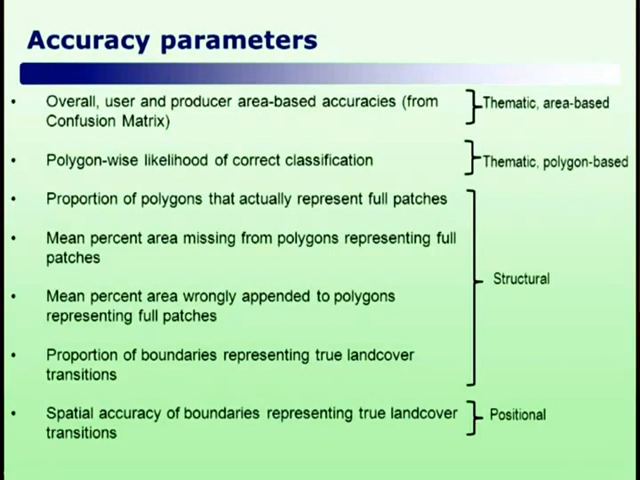 Accuracy parameters
• Overall, user and producer area-based accuracies (from
Confusion Matrix)
Thematic, area-based
• Polygon-wise likelihood of correct classification
Thematic, polygon-based
• Proportion of polygons that actually represent full patches
• Mean percent area missing from polygons representing full
patches
• Mean percent area wrongly appended to polygons
representing full patches
• Proportion of boundaries representing true landcover
transitions
Structural
• Spatial accuracy of boundaries representing true landcover
transitions
Positional